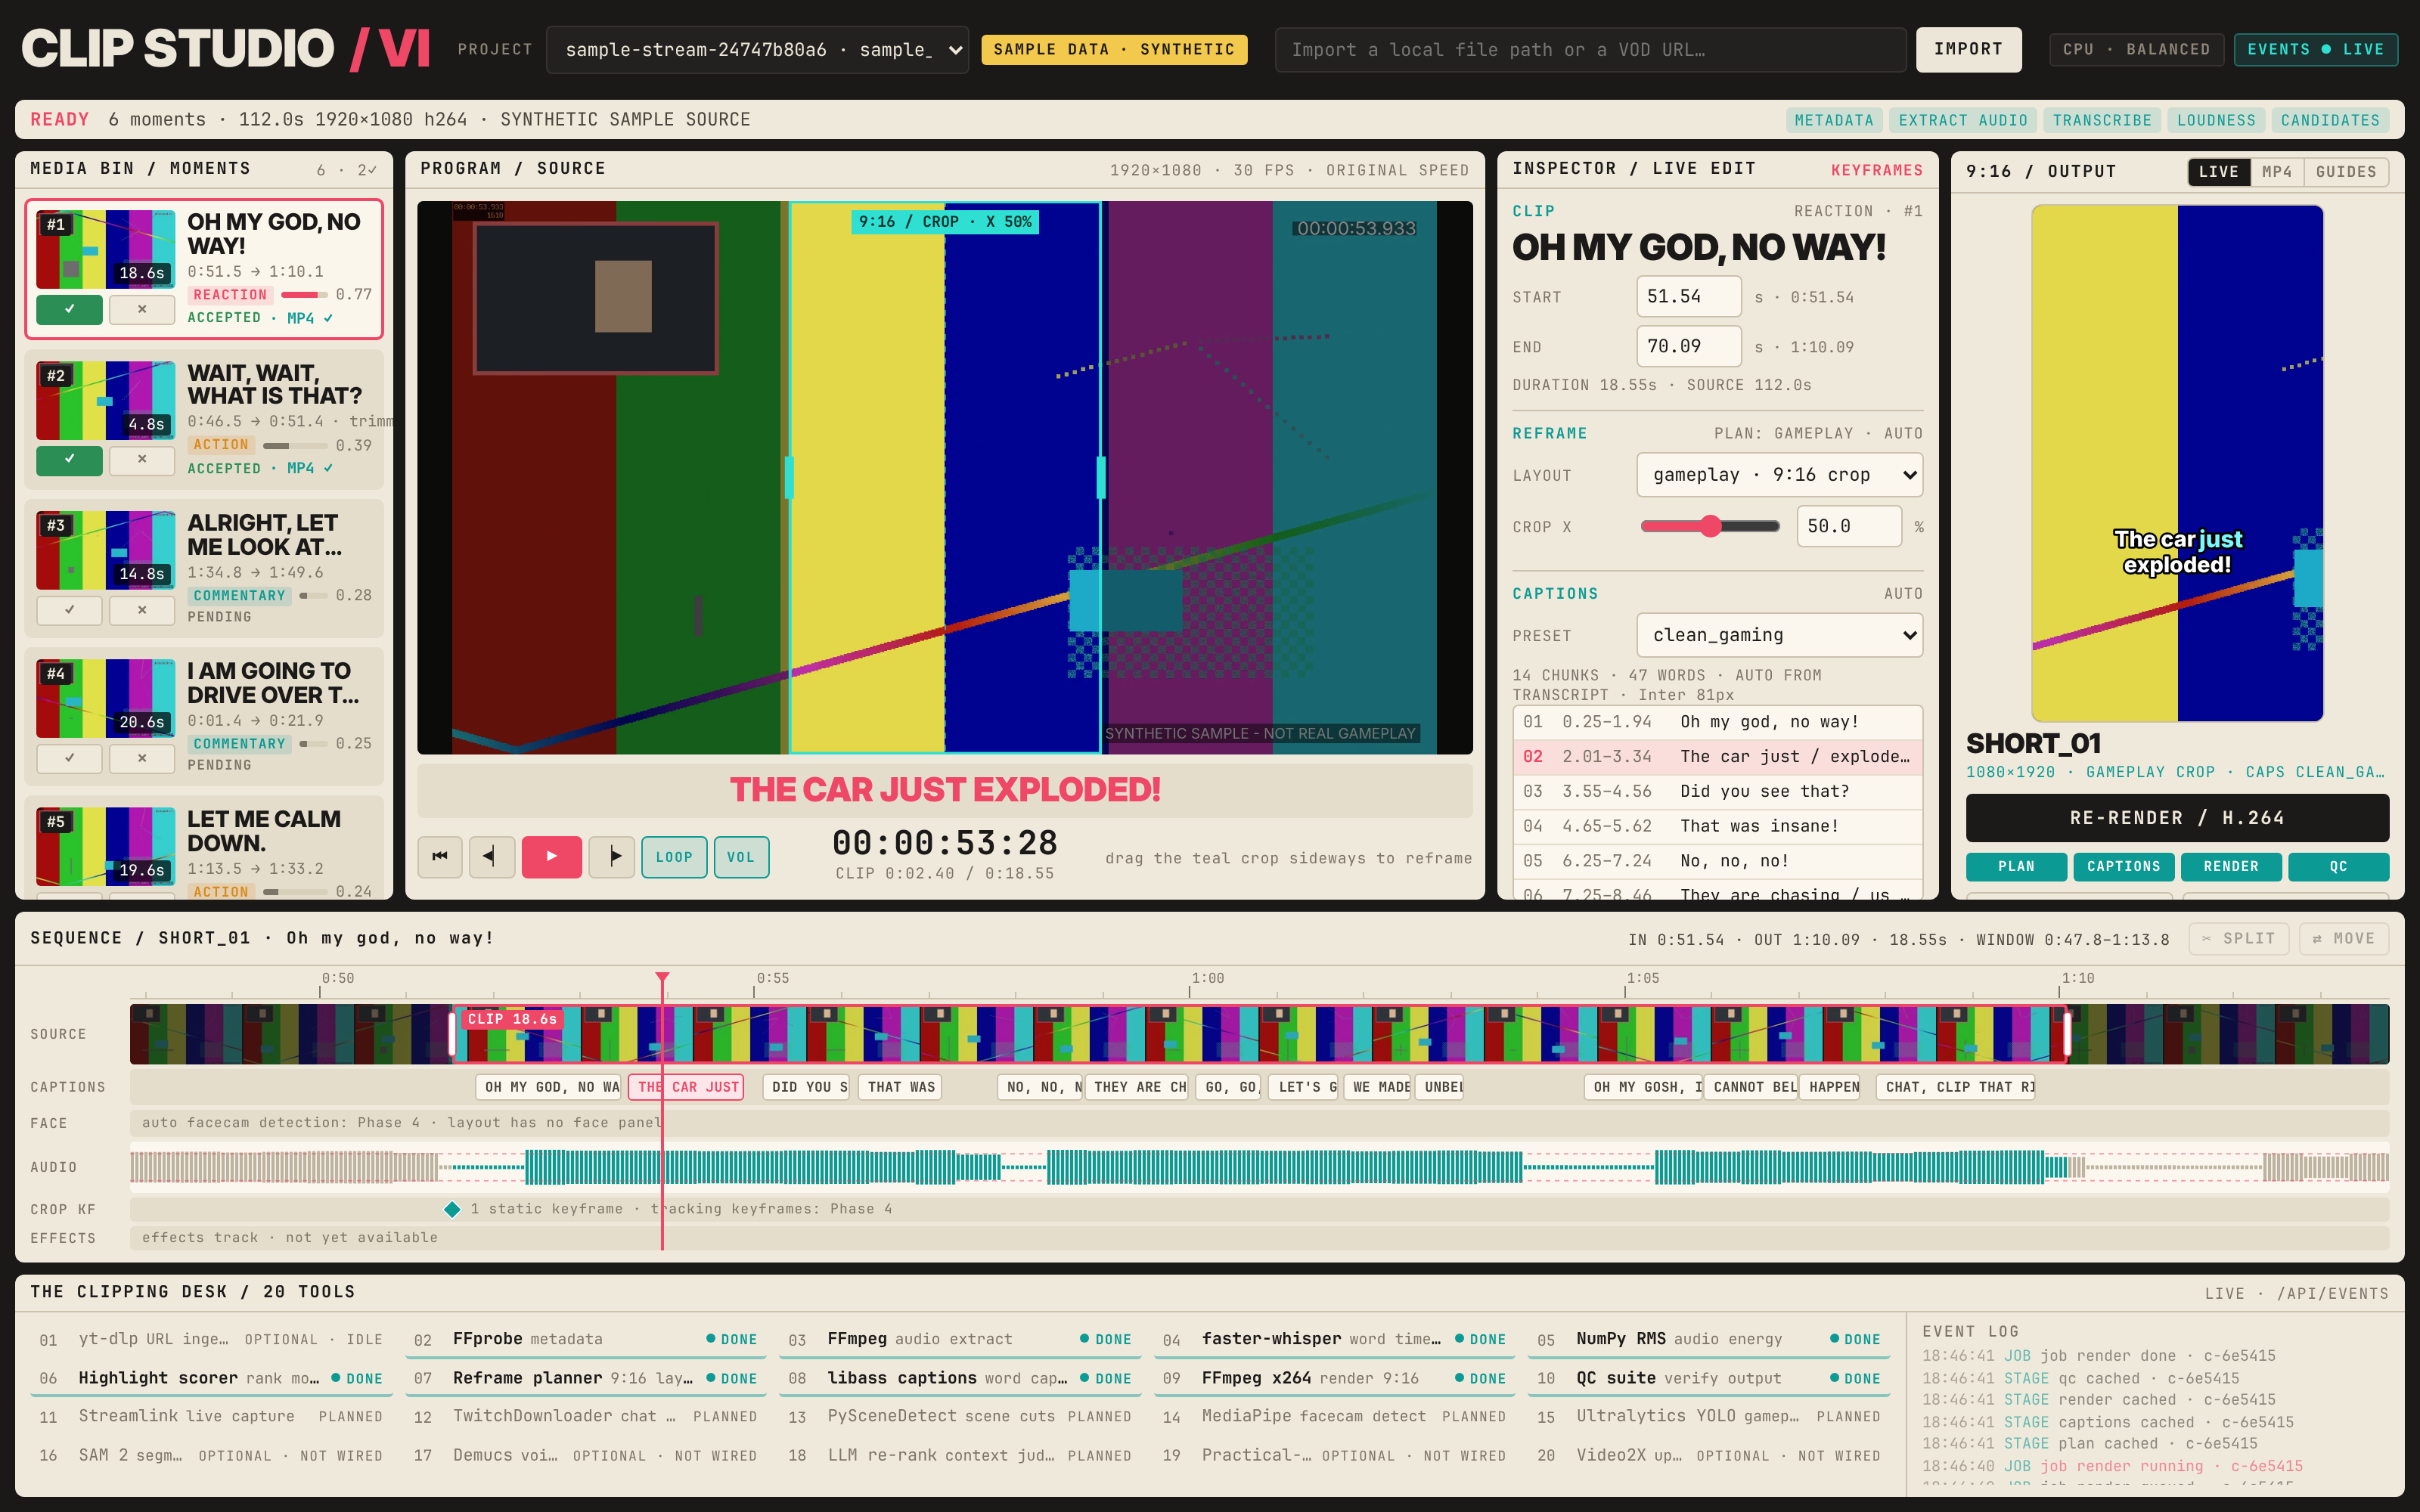 CLIP STUDIO / VI
PROJECT
sample-stream-24747b80a6 · sample_
SAMPLE DATA · SYNTHETIC
Import a local file path or a VOD URL…
IMPORT
CPU · BALANCED
EVENTS ● LIVE
READY 6 moments · 112.0s 1920×1080 h264 · SYNTHETIC SAMPLE SOURCE
METADATA EXTRACT AUDIO TRANSCRIBE LOUDNESS CANDIDATES
MEDIA BIN / MOMENTS 6 · 2✓
#1
18.6s
✓ ×
OH MY GOD, NO
WAY!
0:51.5 → 1:10.1
REACTION 0.77
ACCEPTED · MP4 ✓
#2
4.8s
✓ ×
WAIT, WAIT,
WHAT IS THAT?
0:46.5 → 0:51.4 · trimm
ACTION 0.39
ACCEPTED · MP4 ✓
#3
14.8s
✓ ×
ALRIGHT, LET
ME LOOK AT…
1:34.8 → 1:49.6
COMMENTARY 0.28
PENDING
#4
20.6s
✓ ×
I AM GOING TO
DRIVE OVER T…
0:01.4 → 0:21.9
COMMENTARY 0.25
PENDING
#5
19.6s
LET ME CALM
DOWN.
1:13.5 → 1:33.2
ACTION 0.24
PROGRAM / SOURCE 1920×1080 · 30 FPS · ORIGINAL SPEED
00:00:53.933
1618
9:16 / CROP · X 50%
00:00:53.933
SYNTHETIC SAMPLE - NOT REAL GAMEPLAY
THE CAR JUST EXPLODED!
LOOP VOL
00:00:53:28
CLIP 0:02.40 / 0:18.55
drag the teal crop sideways to reframe
INSPECTOR / LIVE EDIT KEYFRAMES
CLIP REACTION · #1
OH MY GOD, NO WAY!
START 51.54 s · 0:51.54
END 70.09 s · 1:10.09
DURATION 18.55s · SOURCE 112.0s
REFRAME PLAN: GAMEPLAY · AUTO
LAYOUT gameplay · 9:16 crop
CROP X 50.0 %
CAPTIONS AUTO
PRESET clean_gaming
14 CHUNKS · 47 WORDS · AUTO FROM
TRANSCRIPT · Inter 81px
01 0.25–1.94 Oh my god, no way!
02 2.01–3.34 The car just / explode…
03 3.55–4.56 Did you see that?
04 4.65–5.62 That was insane!
05 6.25–7.24 No, no, no!
06 7.25–8.46 They are chasing / us …
9:16 / OUTPUT LIVE MP4 GUIDES
The car just
exploded!
SHORT_01
1080×1920 · GAMEPLAY CROP · CAPS CLEAN_GA…
RE-RENDER / H.264
PLAN CAPTIONS RENDER QC
SEQUENCE / SHORT_01 · Oh my god, no way!
IN 0:51.54 · OUT 1:10.09 · 18.55s · WINDOW 0:47.8–1:13.8
✂ SPLIT ⇄ MOVE
0:50 0:55 1:00 1:05 1:10
SOURCE CLIP 18.6s
CAPTIONS OH MY GOD, NO WA THE CAR JUST DID YOU S THAT WAS NO, NO, N THEY ARE CH GO, GO, LET'S G WE MADE UNBEL OH MY GOSH, I CANNOT BEL HAPPEN CHAT, CLIP THAT RI
FACE auto facecam detection: Phase 4 · layout has no face panel
AUDIO
CROP KF 1 static keyframe · tracking keyframes: Phase 4
EFFECTS effects track · not yet available
THE CLIPPING DESK / 20 TOOLS LIVE · /API/EVENTS
01 yt-dlp URL inge… OPTIONAL · IDLE
02 FFprobe metadata ● DONE
03 FFmpeg audio extract ● DONE
04 faster-whisper word time… ● DONE
05 NumPy RMS audio energy ● DONE
06 Highlight scorer rank mo… ● DONE
07 Reframe planner 9:16 lay… ● DONE
08 libass captions word cap… ● DONE
09 FFmpeg x264 render 9:16 ● DONE
10 QC suite verify output ● DONE
11 Streamlink live capture PLANNED
12 TwitchDownloader chat … PLANNED
13 PySceneDetect scene cuts PLANNED
14 MediaPipe facecam detect PLANNED
15 Ultralytics YOLO gamep… PLANNED
16 SAM 2 segm… OPTIONAL · NOT WIRED
17 Demucs voi… OPTIONAL · NOT WIRED
18 LLM re-rank context jud… PLANNED
19 Practical-… OPTIONAL · NOT WIRED
20 Video2X up… OPTIONAL · NOT WIRED
EVENT LOG
18:46:41 JOB job render done · c-6e5415
18:46:41 STAGE qc cached · c-6e5415
18:46:41 STAGE render cached · c-6e5415
18:46:41 STAGE captions cached · c-6e5415
18:46:41 STAGE plan cached · c-6e5415
18:46:40 JOB job render running · c-6e5415